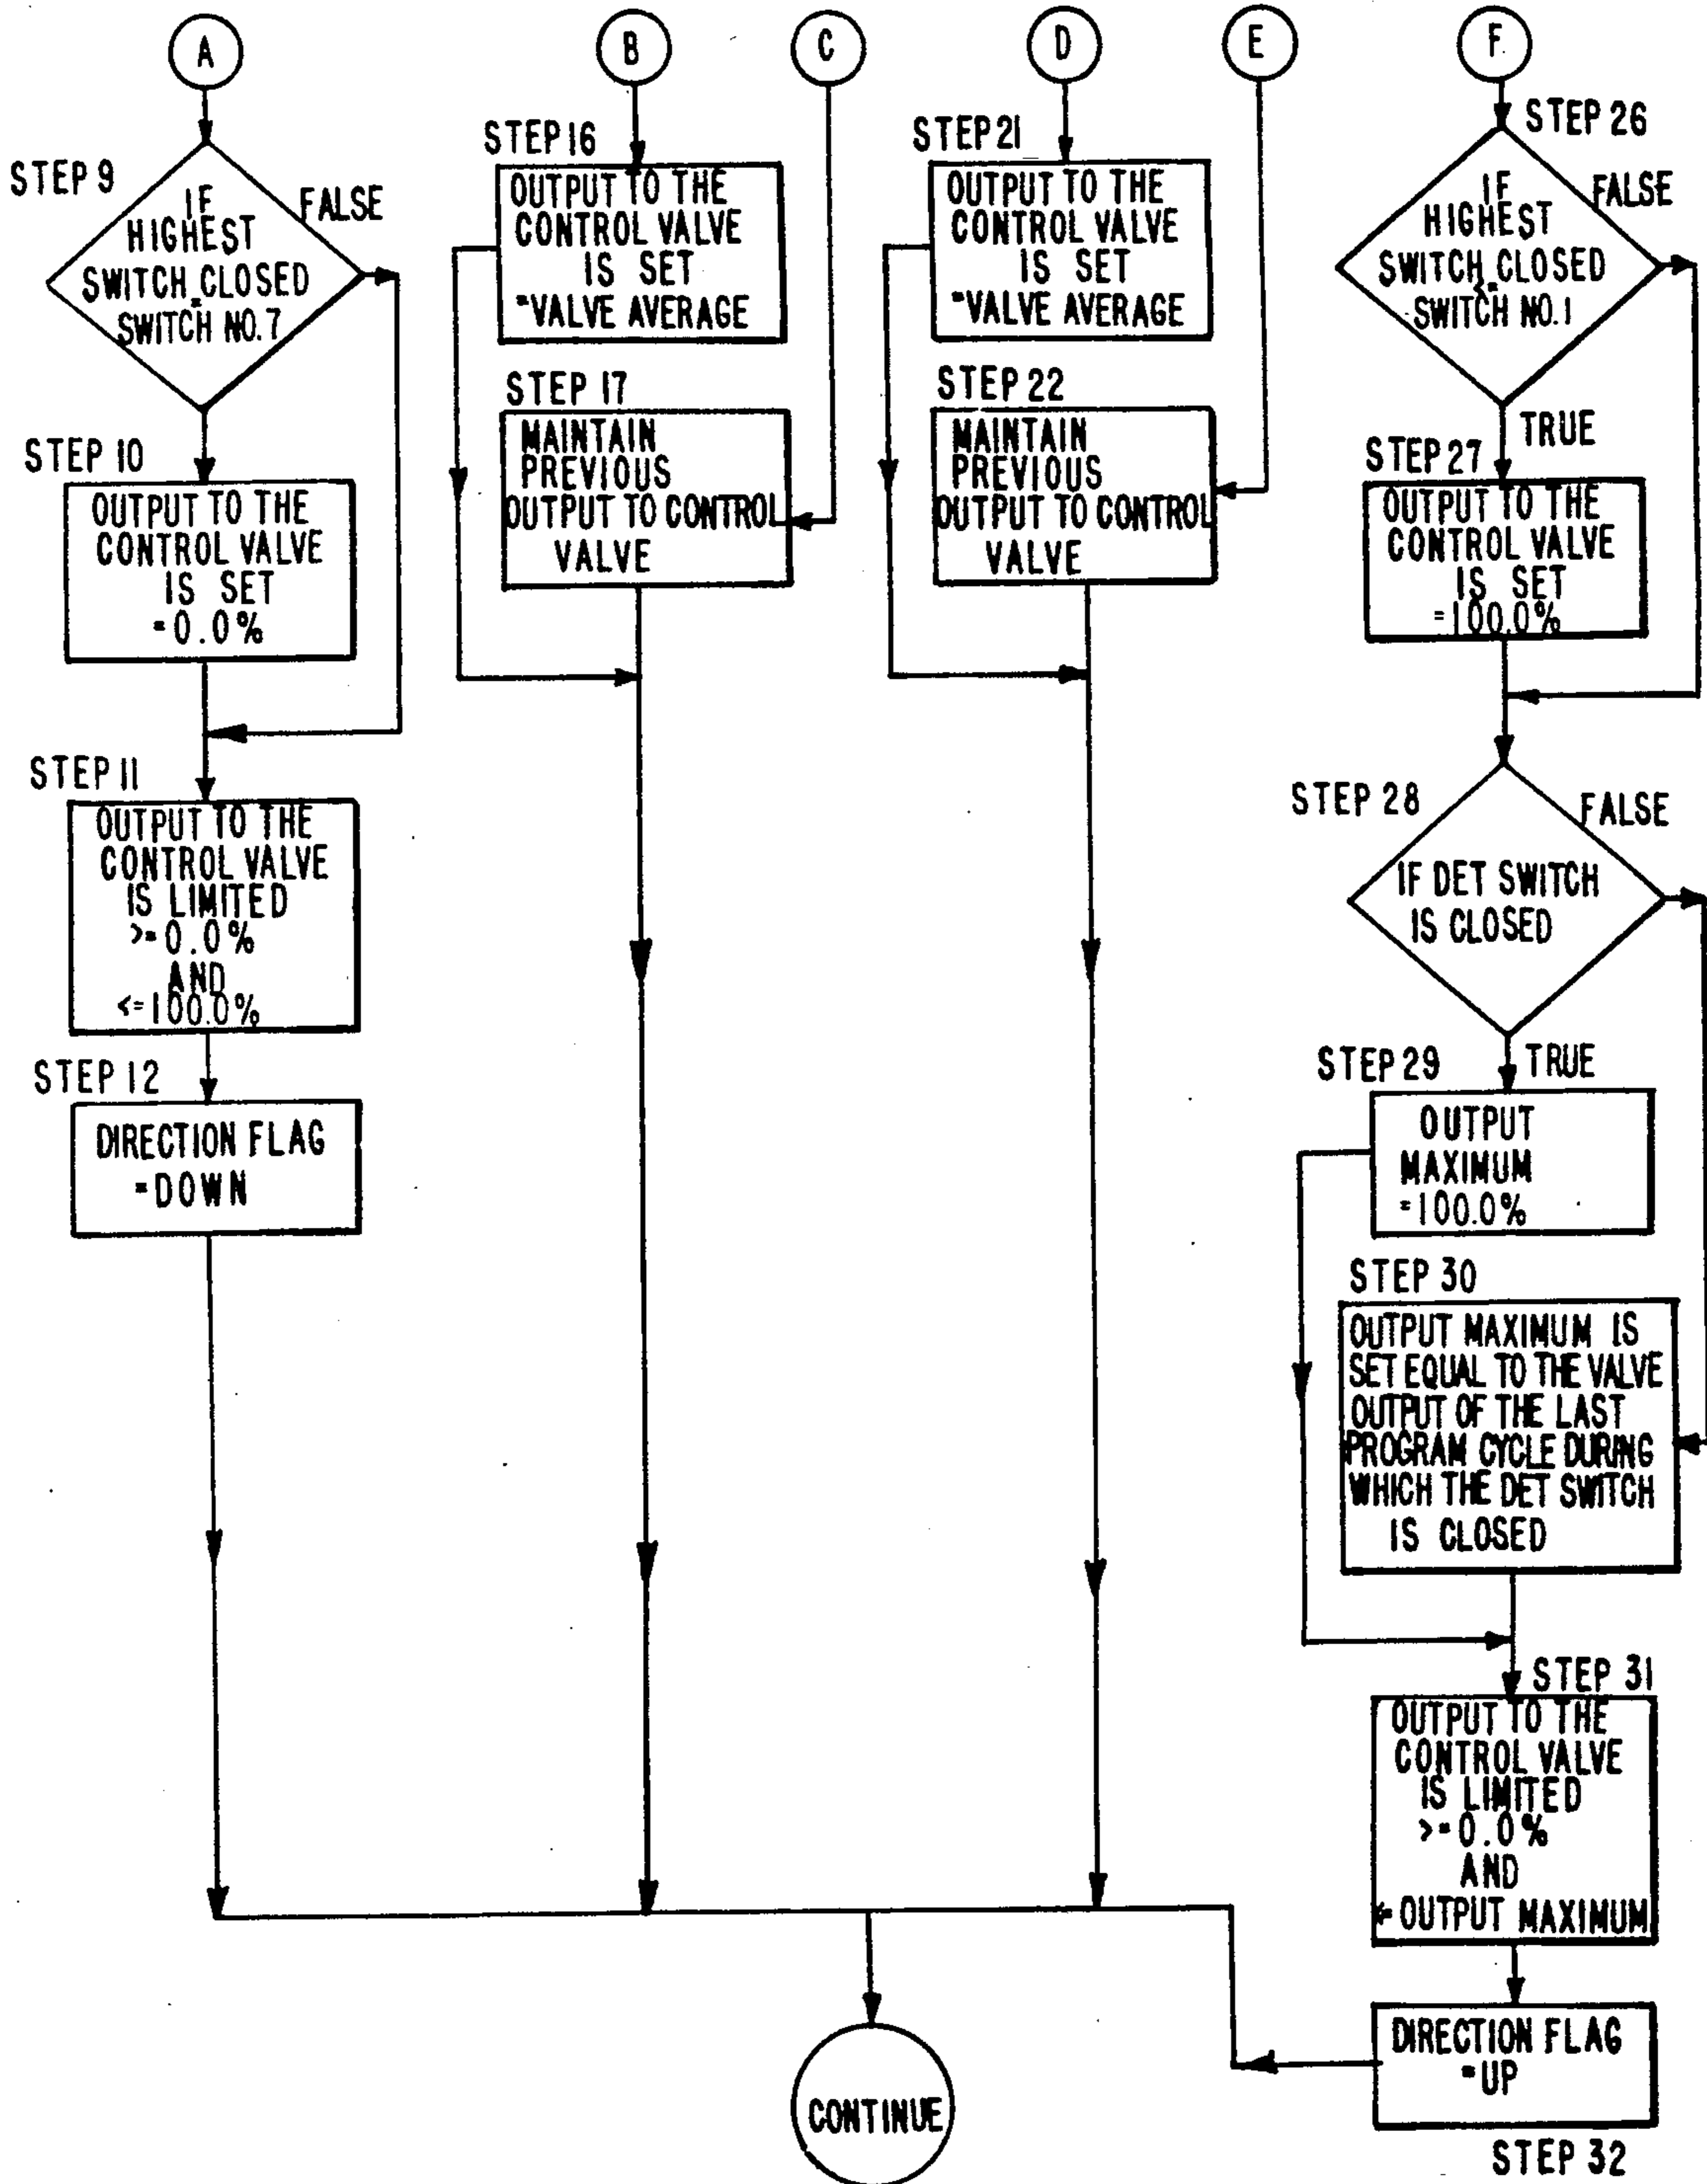 A
B
C
D
E
F
STEP 9
IF
HIGHEST
SWITCH CLOSED
=
SWITCH NO. 7
FALSE
STEP 10
OUTPUT TO THE
CONTROL VALVE
IS SET
=0.0%
STEP 11
OUTPUT TO THE
CONTROL VALVE
IS LIMITED
>=0.0%
AND
<=100.0%
STEP 12
DIRECTION FLAG
=DOWN
STEP 16
OUTPUT TO THE
CONTROL VALVE
IS SET
=VALVE AVERAGE
STEP 17
MAINTAIN
PREVIOUS
OUTPUT TO CONTROL
VALVE
STEP 21
OUTPUT TO THE
CONTROL VALVE
IS SET
=VALVE AVERAGE
STEP 22
MAINTAIN
PREVIOUS
OUTPUT TO CONTROL
VALVE
STEP 26
IF
HIGHEST
SWITCH CLOSED
<=
SWITCH NO. 1
FALSE
TRUE
STEP 27
OUTPUT TO THE
CONTROL VALVE
IS SET
=100.0%
STEP 28
IF DET SWITCH
IS CLOSED
FALSE
TRUE
STEP 29
OUTPUT
MAXIMUM
=100.0%
STEP 30
OUTPUT MAXIMUM IS
SET EQUAL TO THE VALVE
OUTPUT OF THE LAST
PROGRAM CYCLE DURING
WHICH THE DET SWITCH
IS CLOSED
STEP 31
OUTPUT TO THE
CONTROL VALVE
IS LIMITED
>=0.0%
AND
<= OUTPUT MAXIMUM
DIRECTION FLAG
=UP
STEP 32
CONTINUE